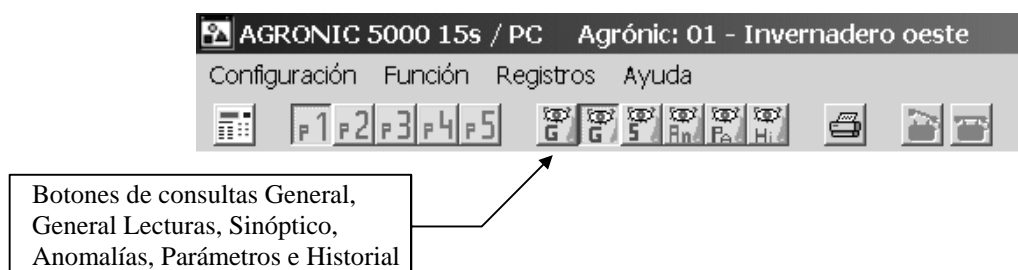 AGRONIC 5000 15s / PC Agrónic: 01 - Invernadero oeste
Configuración Función Registros Ayuda
P1 P2 P3 P4 P5 G G S An Pa Hi
Botones de consultas General,
General Lecturas, Sinóptico,
Anomalías, Parámetros e Historial